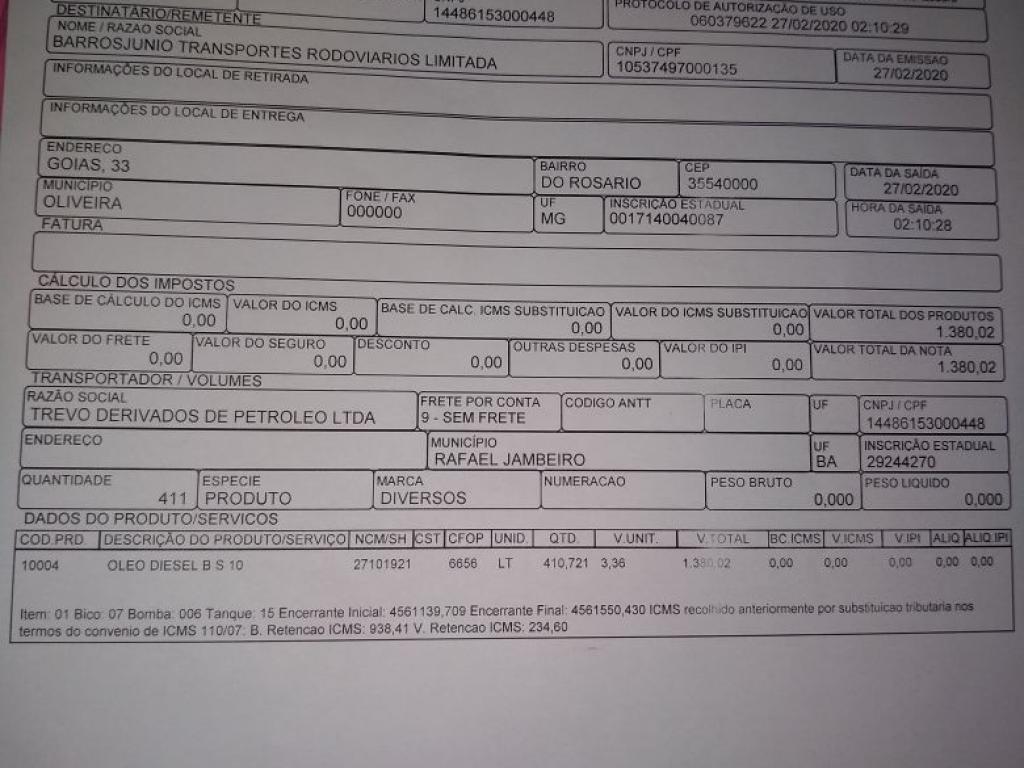 14486153000448
PROTOCOLO DE AUTORIZAÇAO DE USO
060379622 27/02/2020 02:10:29
DESTINATÁRIO/REMETENTE
NOME / RAZAO SOCIAL
BARROSJUNIO TRANSPORTES RODOVIARIOS LIMITADA
CNPJ / CPF
10537497000135
DATA DA EMISSAO
27/02/2020
INFORMAÇÕES DO LOCAL DE RETIRADA
INFORMAÇÕES DO LOCAL DE ENTREGA
ENDERECO
GOIAS, 33
BAIRRO
DO ROSARIO
CEP
35540000
DATA DA SAÍDA
27/02/2020
MUNICÍPIO
OLIVEIRA
FONE / FAX
000000
UF
MG
INSCRIÇÃO ESTADUAL
0017140040087
HORA DA SAÍDA
02:10:28
FATURA
CÁLCULO DOS IMPOSTOS
BASE DE CÁLCULO DO ICMS
0,00
VALOR DO ICMS
0,00
BASE DE CALC. ICMS SUBSTITUICAO
0,00
VALOR DO ICMS SUBSTITUICAO
0,00
VALOR TOTAL DOS PRODUTOS
1.380,02
VALOR DO FRETE
0,00
VALOR DO SEGURO
0,00
DESCONTO
0,00
OUTRAS DESPESAS
0,00
VALOR DO IPI
0,00
VALOR TOTAL DA NOTA
1.380,02
TRANSPORTADOR / VOLUMES
RAZÃO SOCIAL
TREVO DERIVADOS DE PETROLEO LTDA
FRETE POR CONTA
9 - SEM FRETE
CODIGO ANTT
PLACA
UF
CNPJ / CPF
14486153000448
ENDEREÇO
MUNICÍPIO
RAFAEL JAMBEIRO
UF
BA
INSCRIÇÃO ESTADUAL
29244270
QUANTIDADE
411
ESPECIE
PRODUTO
MARCA
DIVERSOS
NUMERACAO
PESO BRUTO
0,000
PESO LIQUIDO
0,000
DADOS DO PRODUTO/SERVICOS
COD.PRD. DESCRIÇÃO DO PRODUTO/SERVIÇO NCM/SH CST CFOP UNID. QTD. V.UNIT. V.TOTAL BC.ICMS V.ICMS V.IPI ALIQ ALIQ.IPI
10004 OLEO DIESEL B S 10 27101921 6656 LT 410,721 3,36 1.380,02 0,00 0,00 0,00 0,00 0,00
Item: 01 Bico: 07 Bomba: 006 Tanque: 15 Encerrante Inicial: 4561139,709 Encerrante Final: 4561550,430 ICMS recolhido anteriormente por substituicao tributaria nos
termos do convenio de ICMS 110/07: B. Retencao ICMS: 938,41 V. Retencao ICMS: 234,60